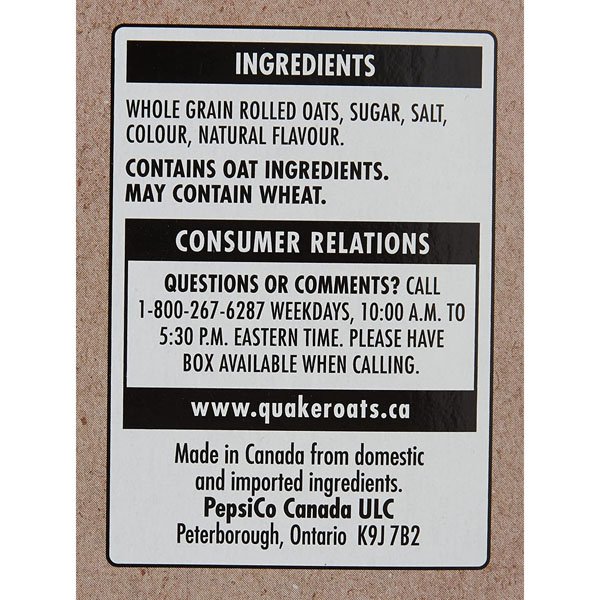 INGREDIENTS
WHOLE GRAIN ROLLED OATS, SUGAR, SALT,
COLOUR, NATURAL FLAVOUR.
CONTAINS OAT INGREDIENTS.
MAY CONTAIN WHEAT.
CONSUMER RELATIONS
QUESTIONS OR COMMENTS? CALL
1-800-267-6287 WEEKDAYS, 10:00 A.M. TO
5:30 P.M. EASTERN TIME. PLEASE HAVE
BOX AVAILABLE WHEN CALLING.
www.quakeroats.ca
Made in Canada from domestic
and imported ingredients.
PepsiCo Canada ULC
Peterborough, Ontario K9J 7B2